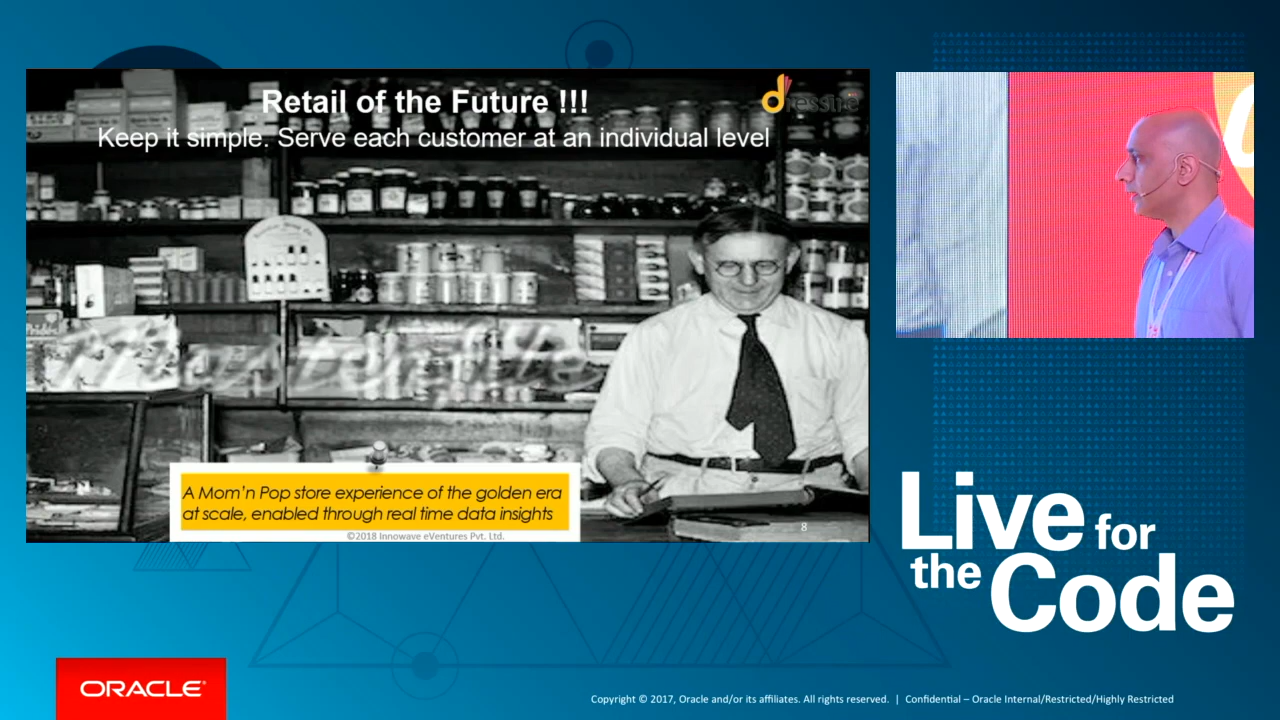 Retail of the Future !!!
Keep it simple. Serve each customer at an individual level
dressme
A Mom'n Pop store experience of the golden era
at scale, enabled through real time data insights
©2018 Innowave eVentures Pvt. Ltd.
8
Live for
the Code
ORACLE
Copyright © 2017, Oracle and/or its affiliates. All rights reserved. | Confidential – Oracle Internal/Restricted/Highly Restricted